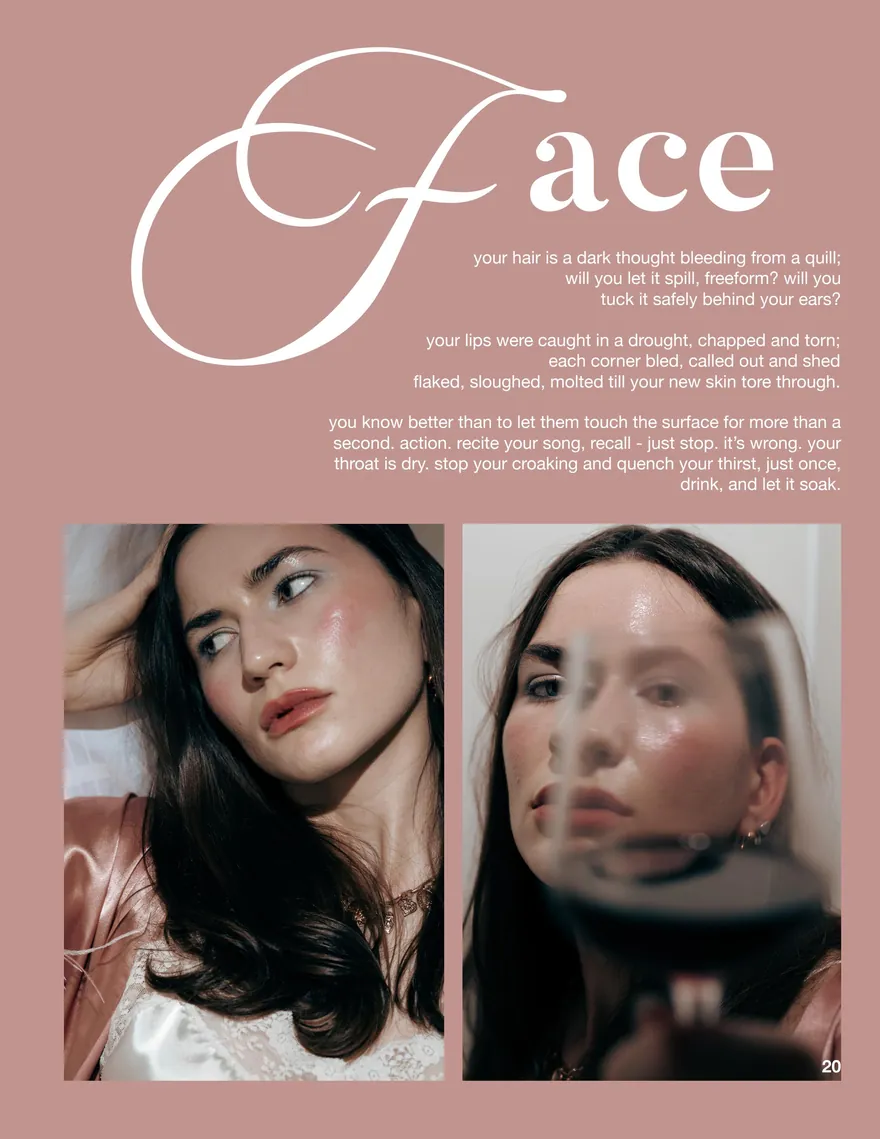 Face
your hair is a dark thought bleeding from a quill;
will you let it spill, freeform? will you
tuck it safely behind your ears?
your lips were caught in a drought, chapped and torn;
each corner bled, called out and shed
flaked, sloughed, molted till your new skin tore through.
you know better than to let them touch the surface for more than a
second. action. recite your song, recall - just stop. it’s wrong. your
throat is dry. stop your croaking and quench your thirst, just once,
drink, and let it soak.
20